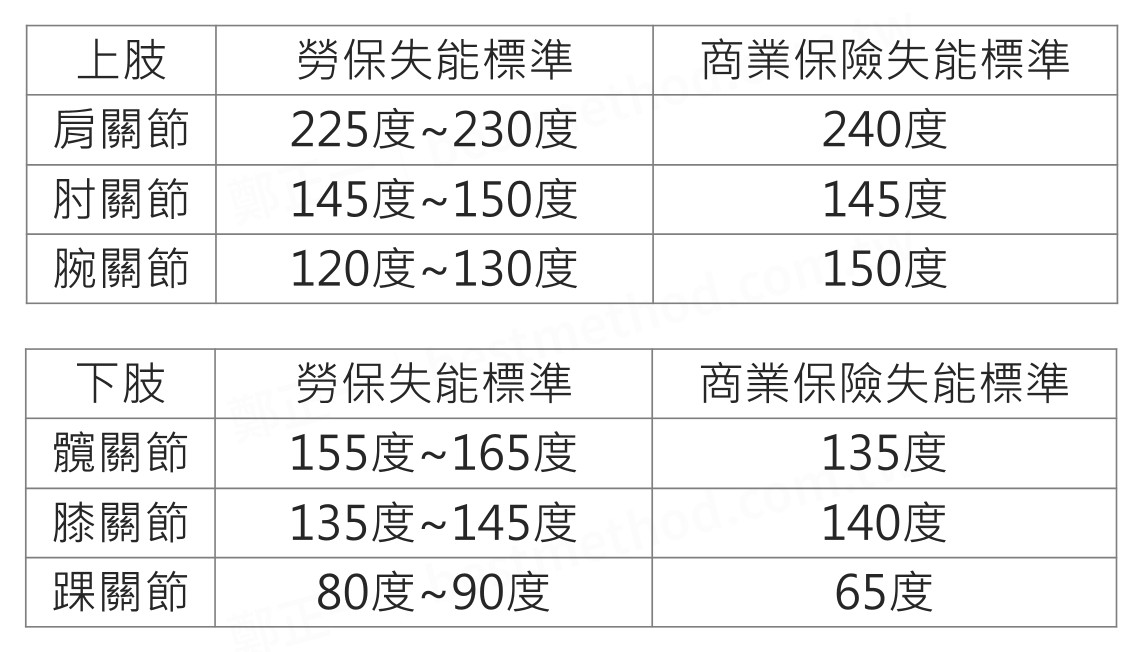 上肢 勞保失能標準 商業保險失能標準
肩關節 225度~230度 240度
肘關節 145度~150度 145度
腕關節 120度~130度 150度
下肢 勞保失能標準 商業保險失能標準
髖關節 155度~165度 135度
膝關節 135度~145度 140度
踝關節 80度~90度 65度